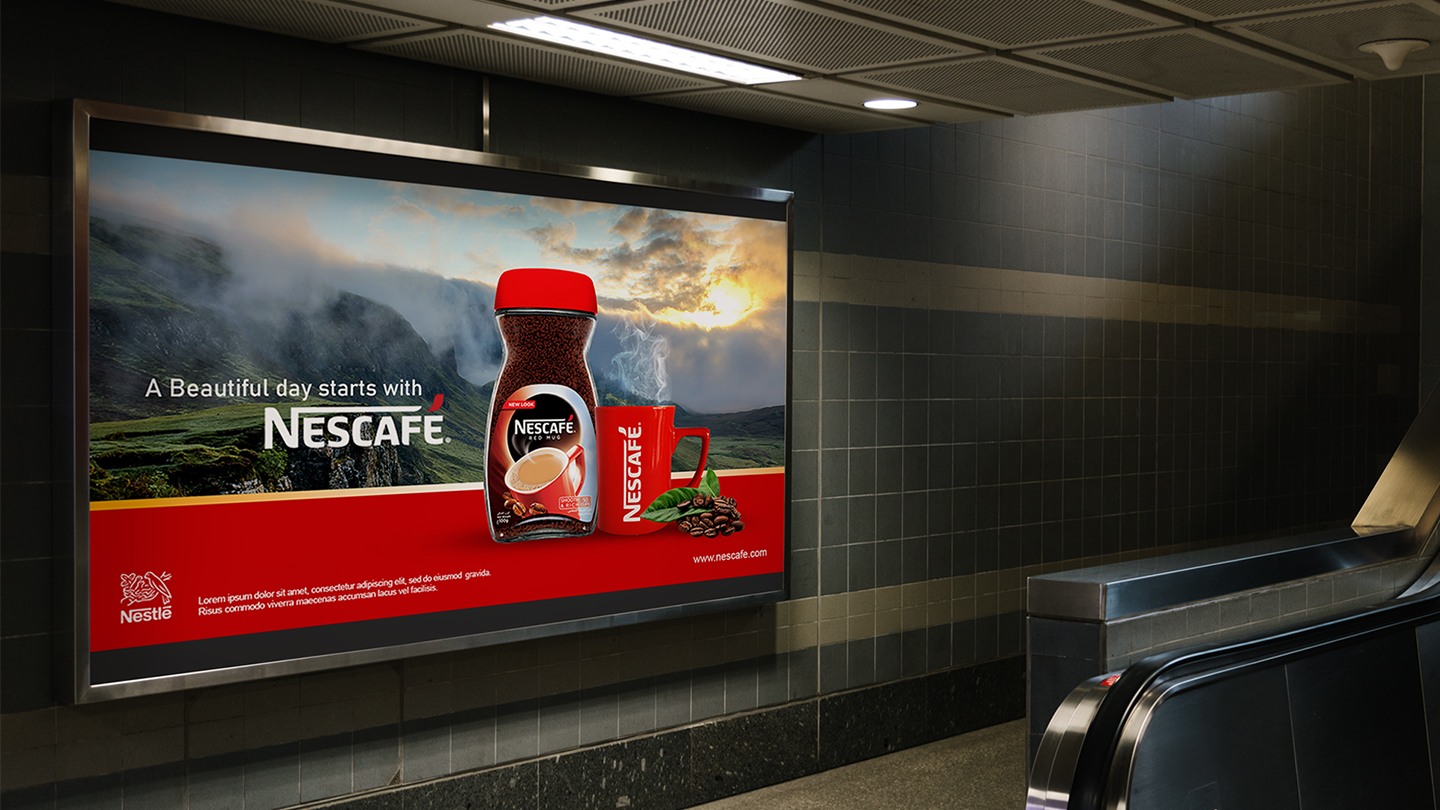 A Beautiful day starts with
NESCAFÉ.
NEW LOOK
NESCAFÉ.
RED MUG
100g
NESCAFÉ.
www.nescafe.com
Nestlé
Lorem ipsum dolor sit amet, consectetur adipiscing elit, sed do eiusmod gravida.
Risus commodo viverra maecenas accumsan lacus vel facilisis.